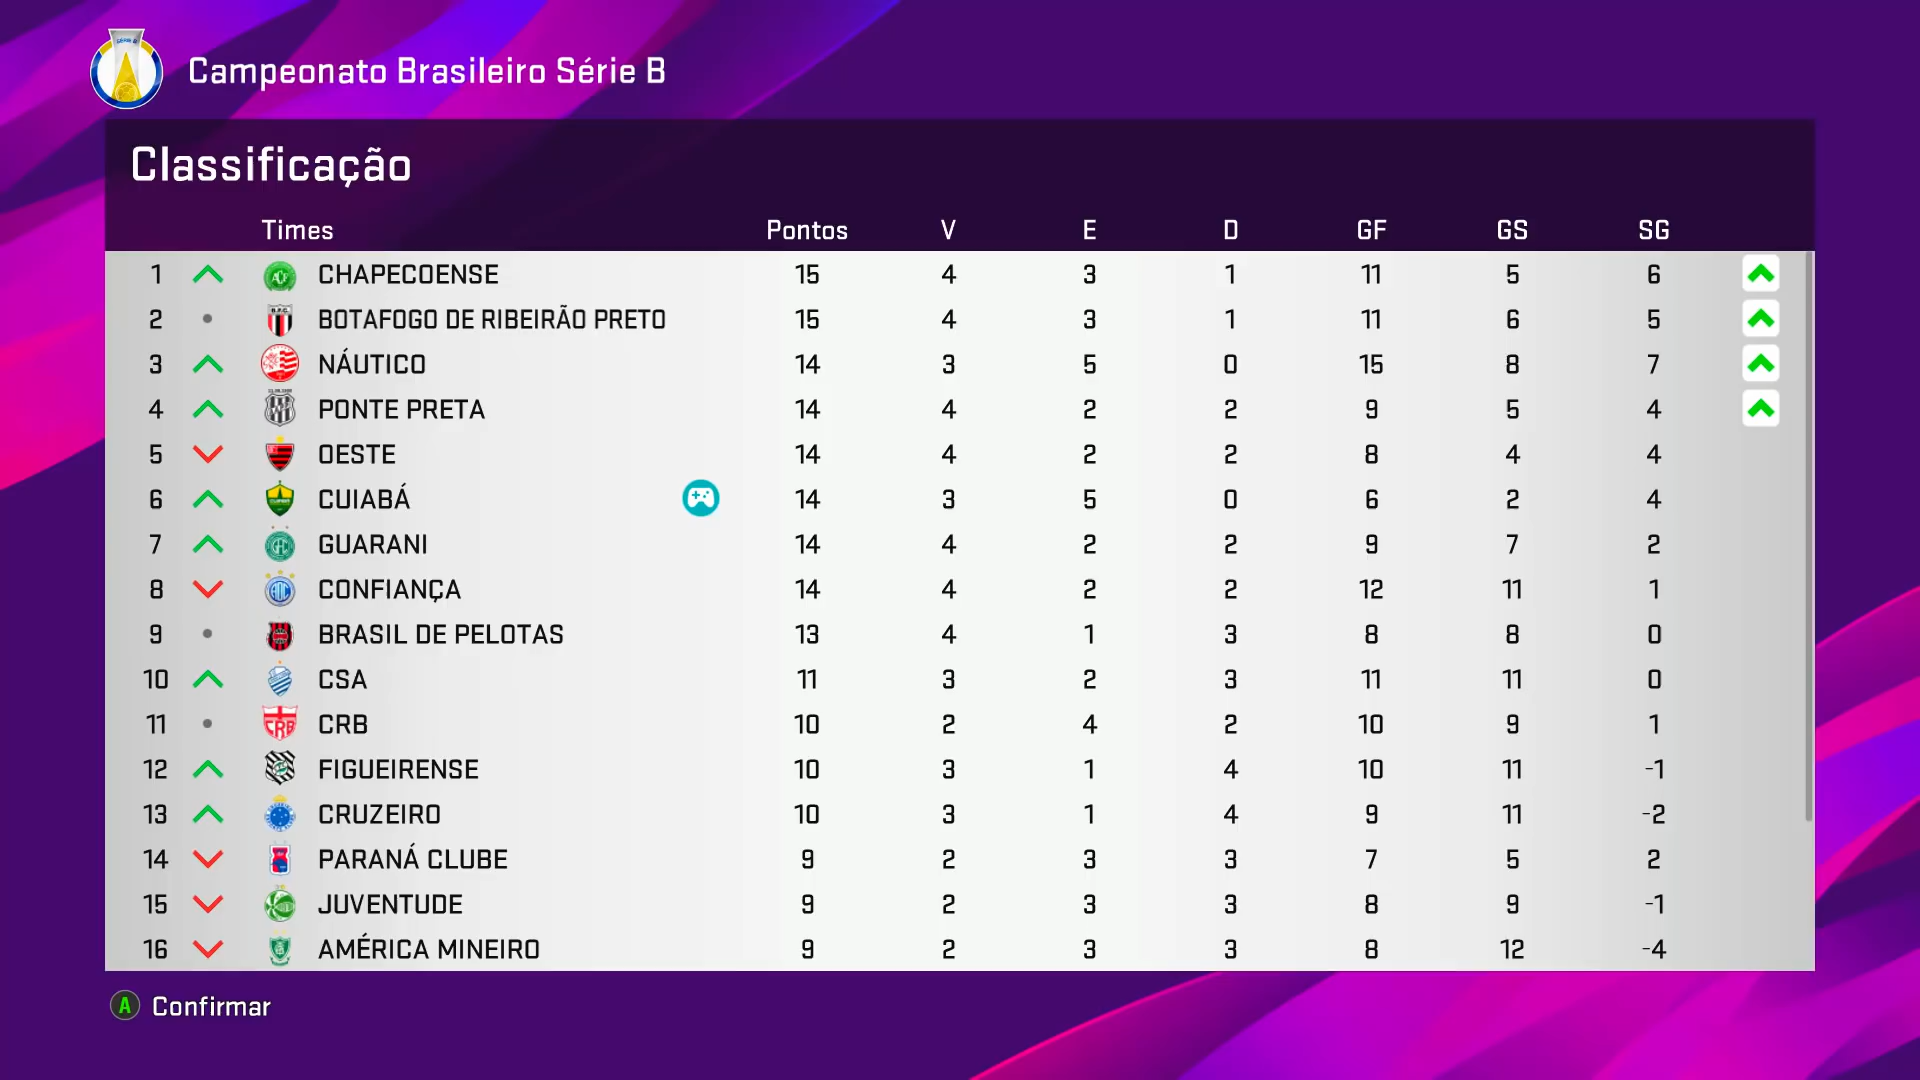 Campeonato Brasileiro Série B
Classificação
Times Pontos V E D GF GS SG
1 CHAPECOENSE 15 4 3 1 11 5 6
2 BOTAFOGO DE RIBEIRÃO PRETO 15 4 3 1 11 6 5
3 NÁUTICO 14 3 5 0 15 8 7
4 PONTE PRETA 14 4 2 2 9 5 4
5 OESTE 14 4 2 2 8 4 4
6 CUIABÁ 14 3 5 0 6 2 4
7 GUARANI 14 4 2 2 9 7 2
8 CONFIANÇA 14 4 2 2 12 11 1
9 BRASIL DE PELOTAS 13 4 1 3 8 8 0
10 CSA 11 3 2 3 11 11 0
11 CRB 10 2 4 2 10 9 1
12 FIGUEIRENSE 10 3 1 4 10 11 -1
13 CRUZEIRO 10 3 1 4 9 11 -2
14 PARANÁ CLUBE 9 2 3 3 7 5 2
15 JUVENTUDE 9 2 3 3 8 9 -1
16 AMÉRICA MINEIRO 9 2 3 3 8 12 -4
A Confirmar